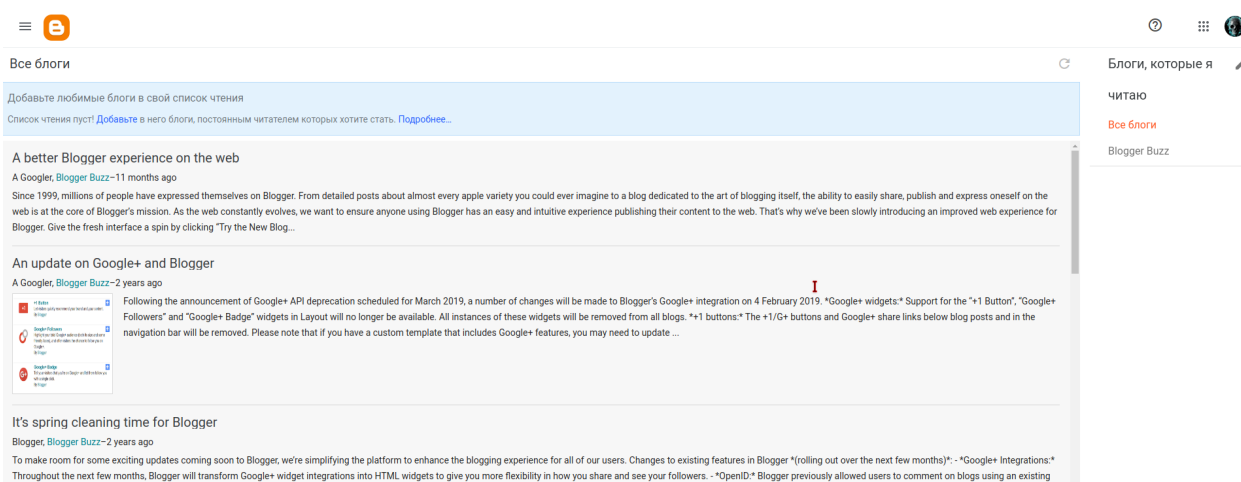 Все блоги
Добавьте любимые блоги в свой список чтения
Список чтения пуст! Добавьте в него блоги, постоянным читателем которых хотите стать. Подробнее...
A better Blogger experience on the web
A Googler, Blogger Buzz–11 months ago
Since 1999, millions of people have expressed themselves on Blogger. From detailed posts about almost every apple variety you could ever imagine to a blog dedicated to the art of blogging itself, the ability to easily share, publish and express oneself on the
web is at the core of Blogger's mission. As the web constantly evolves, we want to ensure anyone using Blogger has an easy and intuitive experience publishing their content to the web. That's why we've been slowly introducing an improved web experience for
Blogger. Give the fresh interface a spin by clicking "Try the New Blog...
An update on Google+ and Blogger
A Googler, Blogger Buzz–2 years ago
Following the announcement of Google+ API deprecation scheduled for March 2019, a number of changes will be made to Blogger's Google+ integration on 4 February 2019. *Google+ widgets:* Support for the "+1 Button", "Google+
Followers" and "Google+ Badge" widgets in Layout will no longer be available. All instances of these widgets will be removed from all blogs. *+1 buttons:* The +1/G+ buttons and Google+ share links below blog posts and in the
navigation bar will be removed. Please note that if you have a custom template that includes Google+ features, you may need to update ...
+1 Button
Google+ Followers
Google+ Badge
It's spring cleaning time for Blogger
Blogger, Blogger Buzz–2 years ago
To make room for some exciting updates coming soon to Blogger, we're simplifying the platform to enhance the blogging experience for all of our users. Changes to existing features in Blogger *(rolling out over the next few months)*: - *Google+ Integrations:*
Throughout the next few months, Blogger will transform Google+ widget integrations into HTML widgets to give you more flexibility in how you share and see your followers. - *OpenID:* Blogger previously allowed users to comment on blogs using an existing
Блоги, которые я
читаю
Все блоги
Blogger Buzz